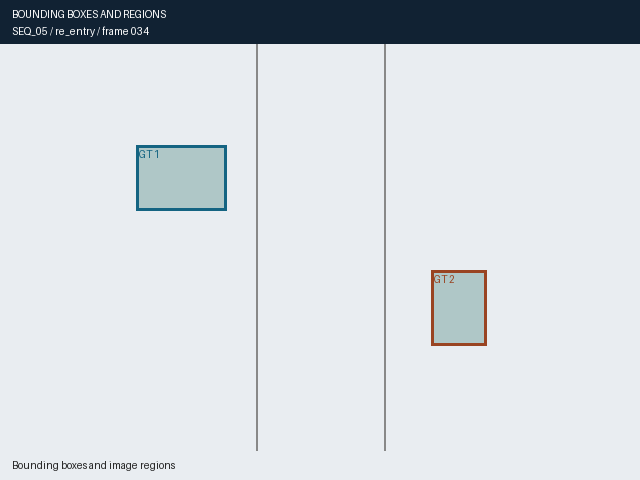 BOUNDING BOXES AND REGIONS
SEQ_05 / re_entry / frame 034
GT1
GT2
Bounding boxes and image regions